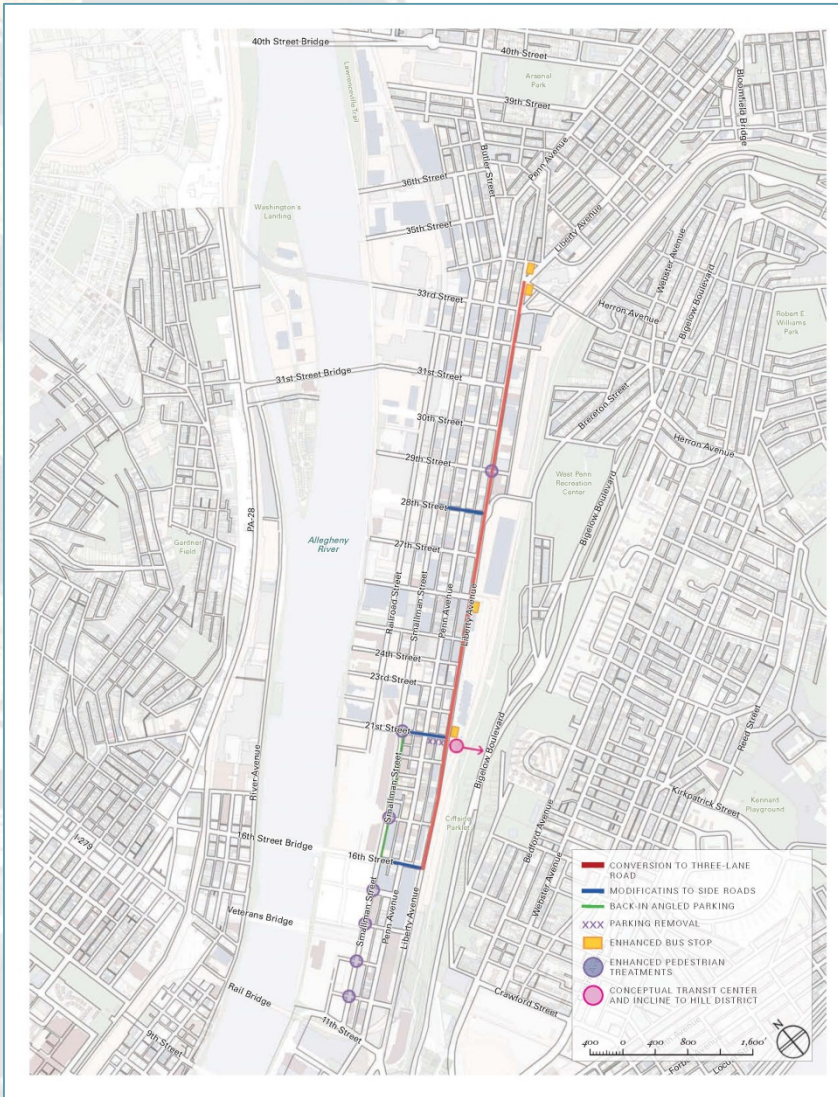 40th Street Bridge
40th Street
Arsenal
Park
Bloomfield Bridge
Lawrenceville Trail
39th Street
Butler Street
Penn Avenue
36th Street
Washington's
Landing
35th Street
Liberty Avenue
Webster Avenue
Bigelow Boulevard
33rd Street
Herron Avenue
Robert E
Williams
Park
31st Street Bridge
31st Street
Brereton Street
30th Street
Herron Avenue
29th Street
West Penn
Recreation
Center
28th Street
Bigelow Boulevard
PA-28
Gardner
Field
Allegheny
River
27th Street
Railroad Street
Smallman Street
Penn Avenue
Liberty Avenue
24th Street
23rd Street
21st Street
XXX
Bigelow Boulevard
Reed Street
River Avenue
Smallman Street
Kirkpatrick Street
Kennard
Playground
Cliffside
Parklet
I-279
16th Street Bridge
16th Street
Bedford Avenue
Webster Avenue
Veterans Bridge
Smallman Street
Penn Avenue
Liberty Avenue
Rail Bridge
Crawford Street
11th Street
9th Street
CONVERSION TO THREE-LANE
ROAD
MODIFICATINS TO SIDE ROADS
BACK-IN ANGLED PARKING
XXX PARKING REMOVAL
ENHANCED BUS STOP
ENHANCED PEDESTRIAN
TREATMENTS
CONCEPTUAL TRANSIT CENTER
AND INCLINE TO HILL DISTRICT
N
400 0 400 800 1,600'